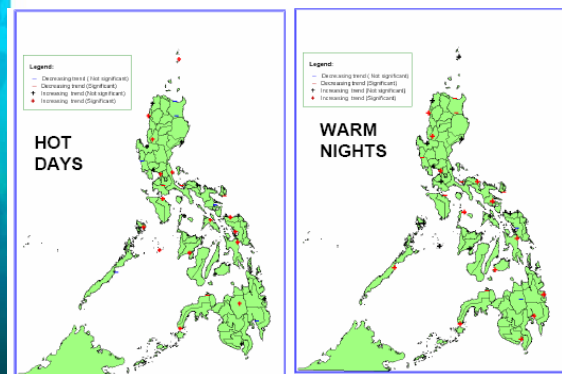 Legend:
Decreasing trend ( Not significant)
Decreasing trend (Significant)
Increasing trend (Not significant)
Increasing trend (Significant)
HOT
DAYS
Legend:
Decreasing trend ( Not significant)
Decreasing trend (Significant)
Increasing trend (Not significant)
Increasing trend (Significant)
WARM
NIGHTS